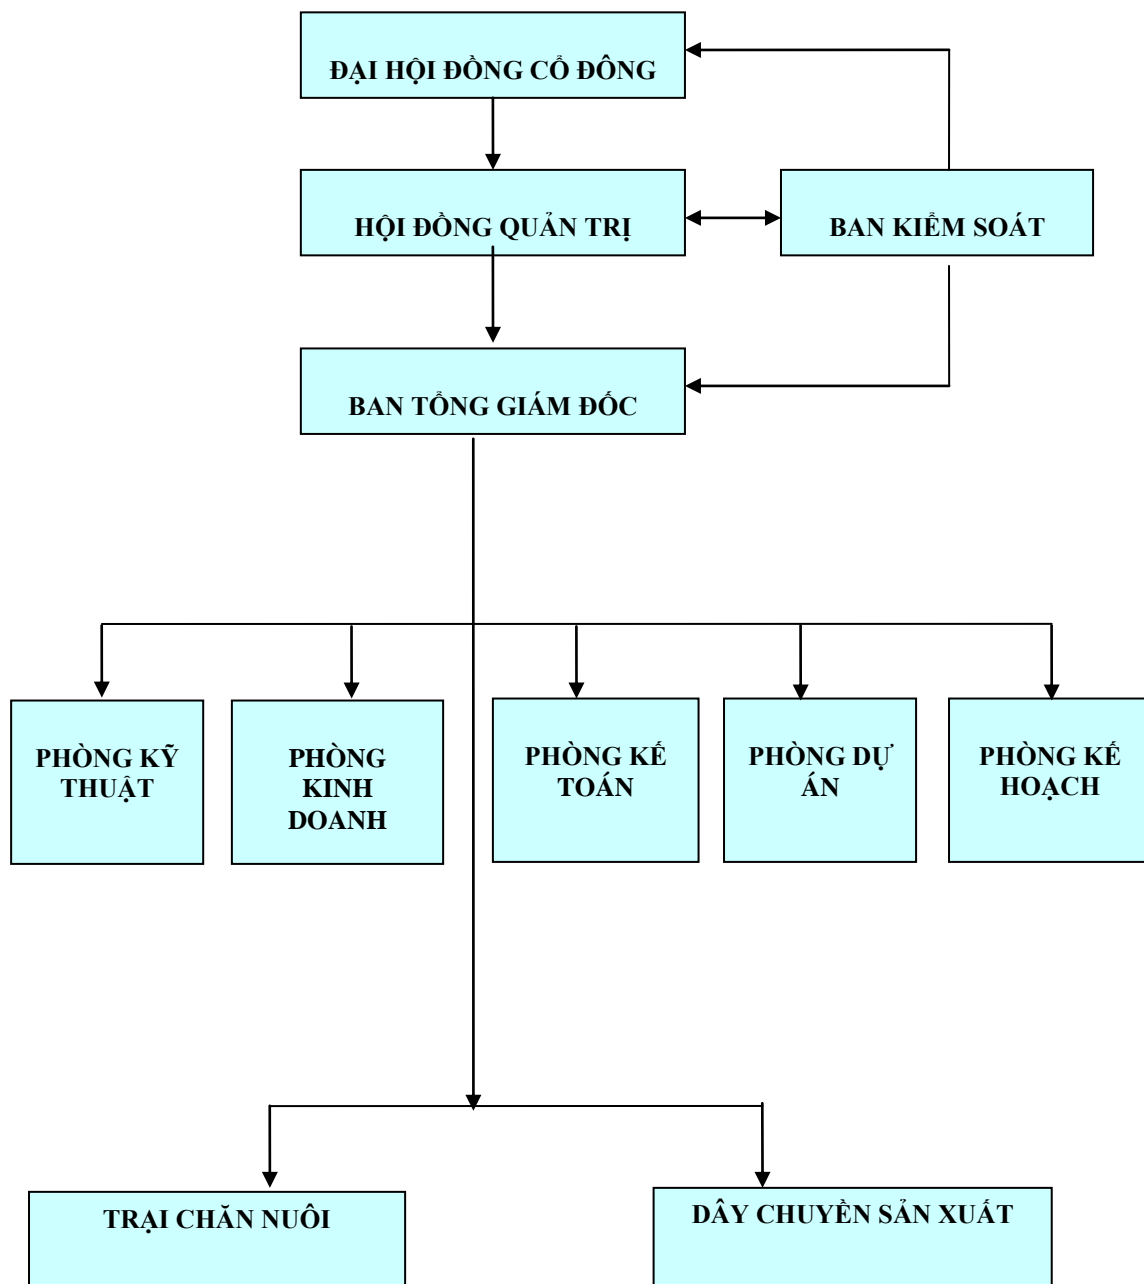 ĐẠI HỘI ĐỒNG CỔ ĐÔNG
HỘI ĐỒNG QUẢN TRỊ
BAN KIỂM SOÁT
BAN TỔNG GIÁM ĐỐC
PHÒNG KỸ
THUẬT
PHÒNG
KINH
DOANH
PHÒNG KẾ
TOÁN
PHÒNG DỰ
ÁN
PHÒNG KẾ
HOẠCH
TRẠI CHĂN NUÔI
DÂY CHUYỀN SẢN XUẤT